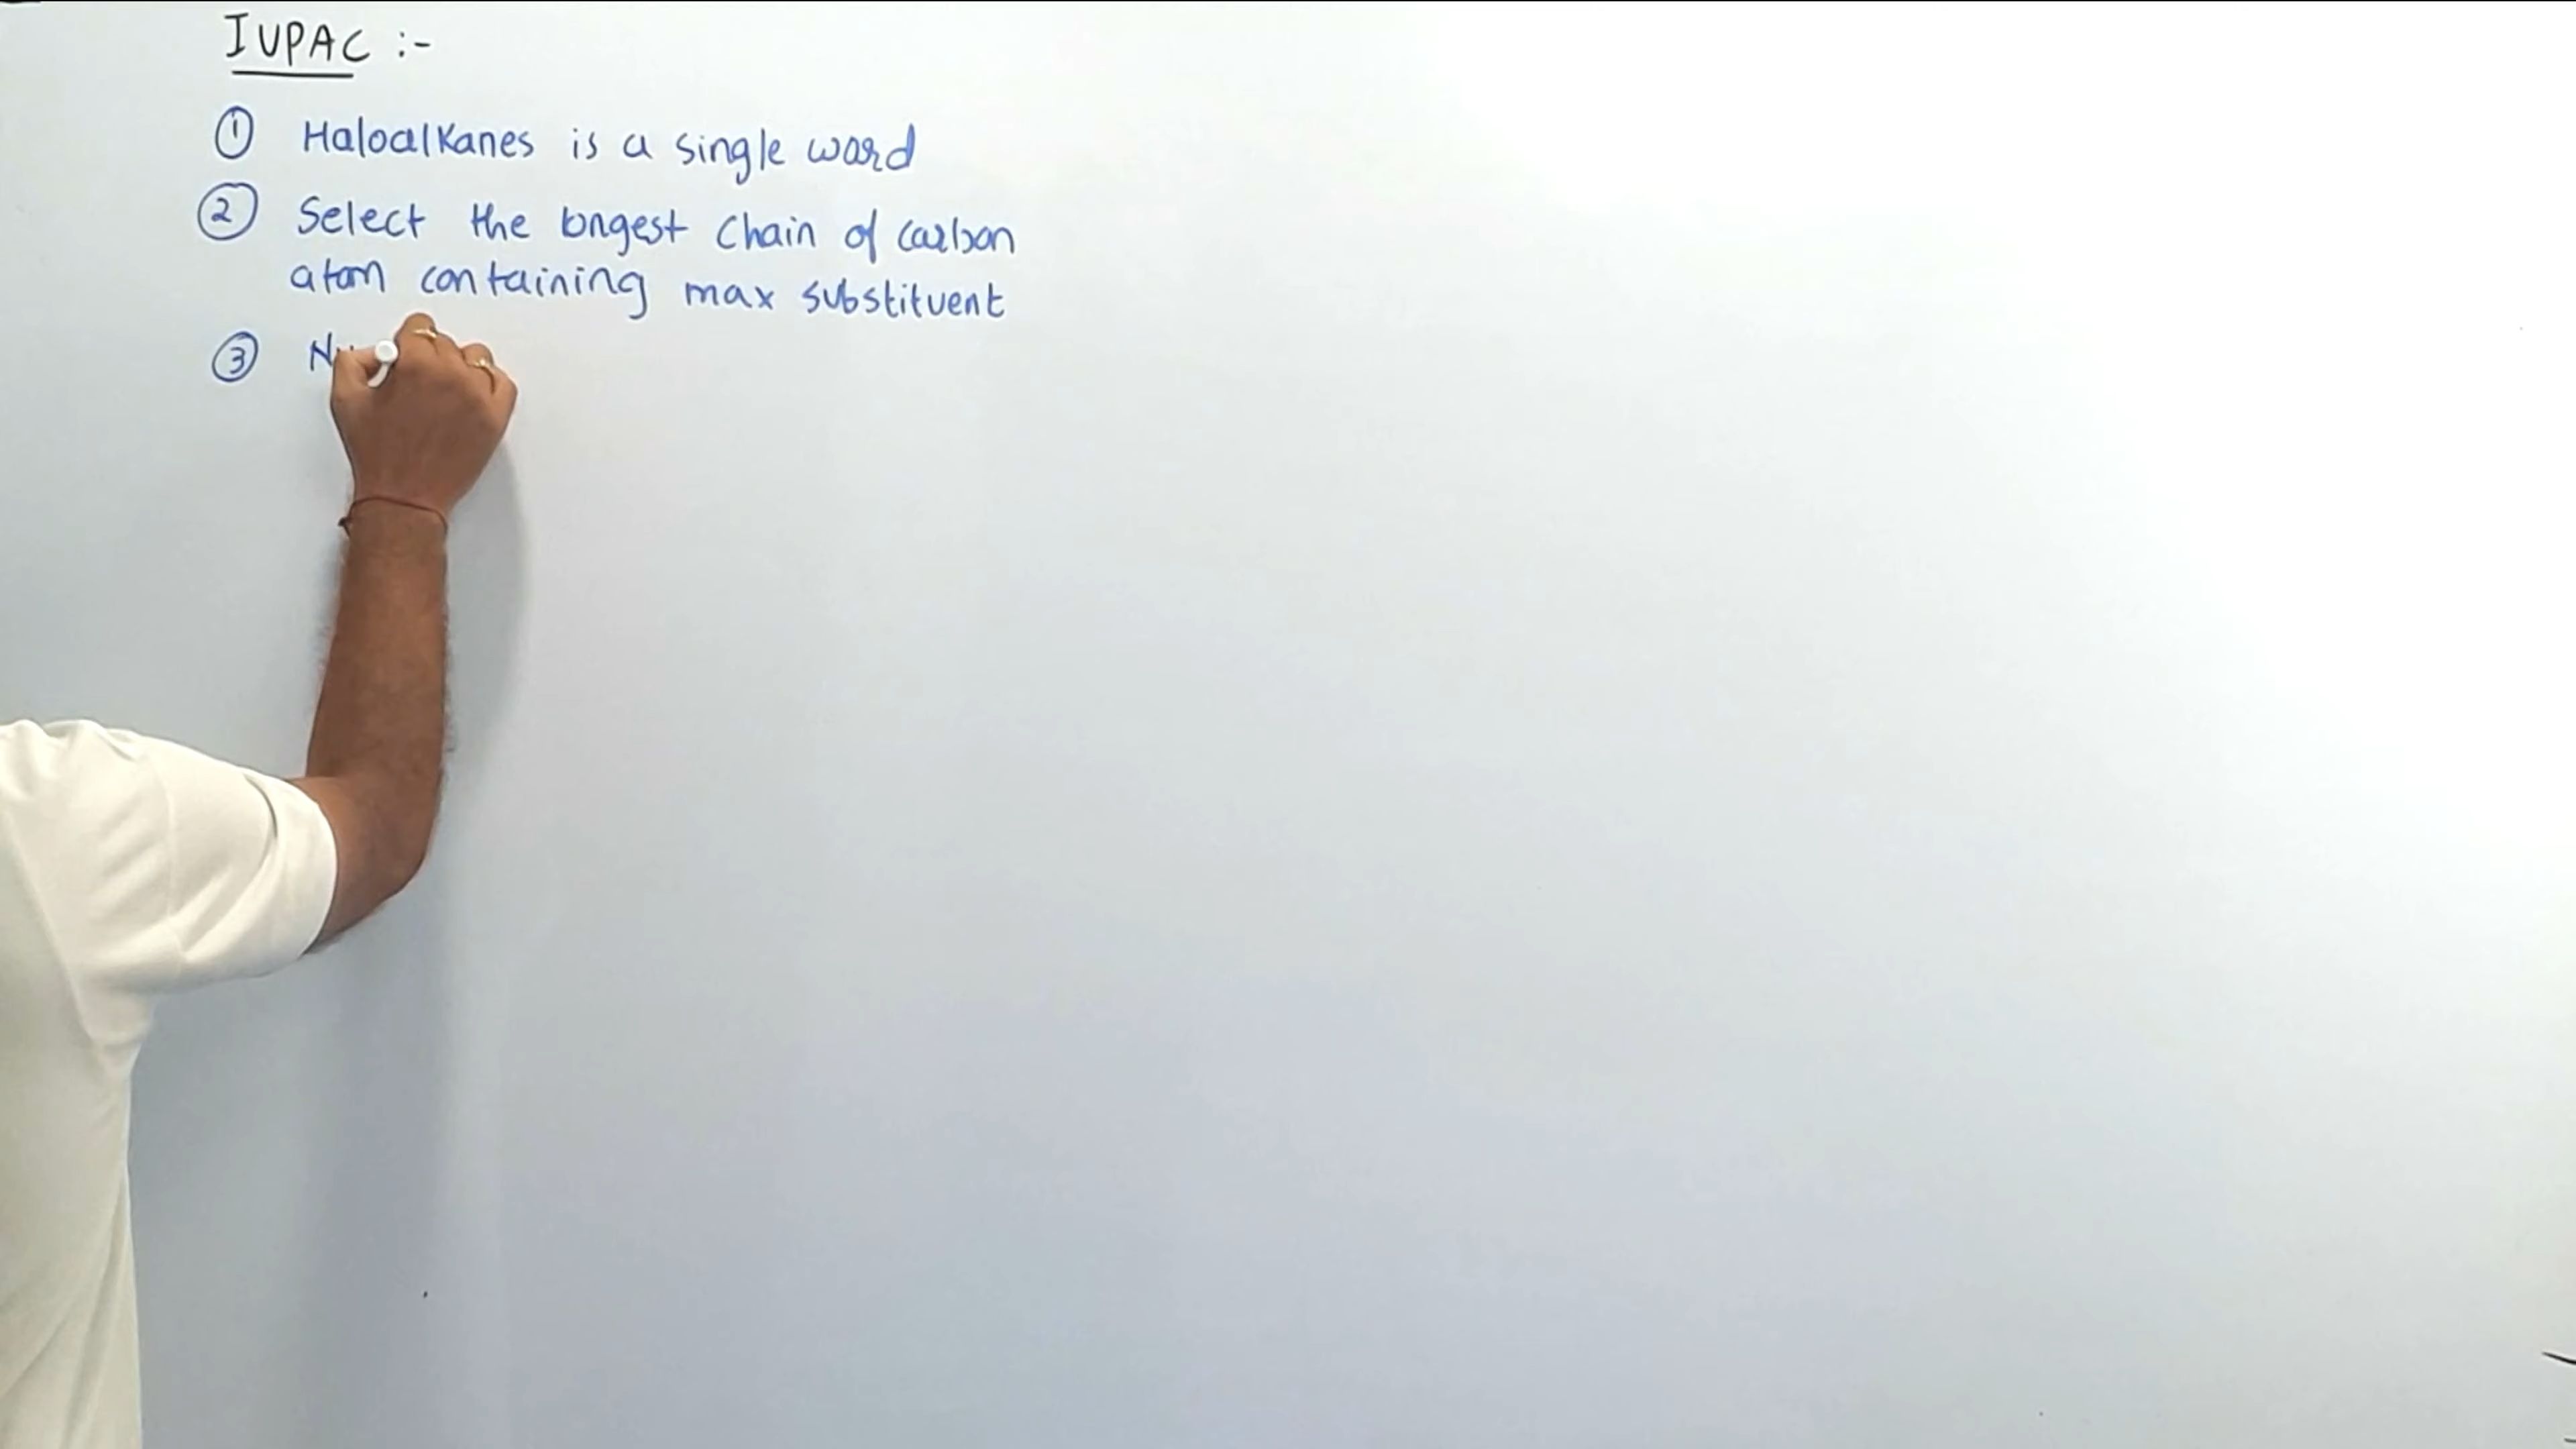 IUPAC :-
① Haloalkanes is a single word
② Select the longest chain of carbon
atom containing max substituent
③